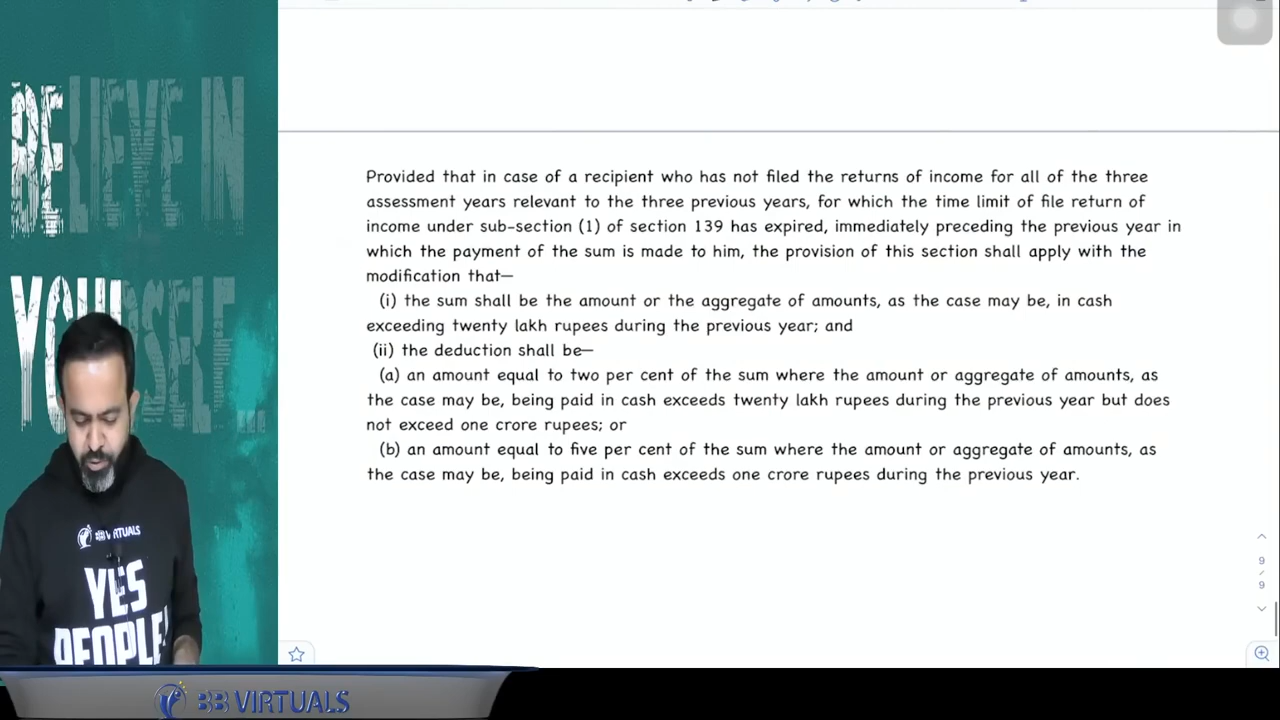 BELIEVE IN
YOURSELF...
Provided that in case of a recipient who has not filed the returns of income for all of the three
assessment years relevant to the three previous years, for which the time limit of file return of
income under sub-section (1) of section 139 has expired, immediately preceding the previous year in
which the payment of the sum is made to him, the provision of this section shall apply with the
modification that—
(i) the sum shall be the amount or the aggregate of amounts, as the case may be, in cash
exceeding twenty lakh rupees during the previous year; and
(ii) the deduction shall be—
(a) an amount equal to two per cent of the sum where the amount or aggregate of amounts, as
the case may be, being paid in cash exceeds twenty lakh rupees during the previous year but does
not exceed one crore rupees; or
(b) an amount equal to five per cent of the sum where the amount or aggregate of amounts, as
the case may be, being paid in cash exceeds one crore rupees during the previous year.
BB VIRTUALS
YES
PEOPLE!
9
/
9
BB VIRTUALS